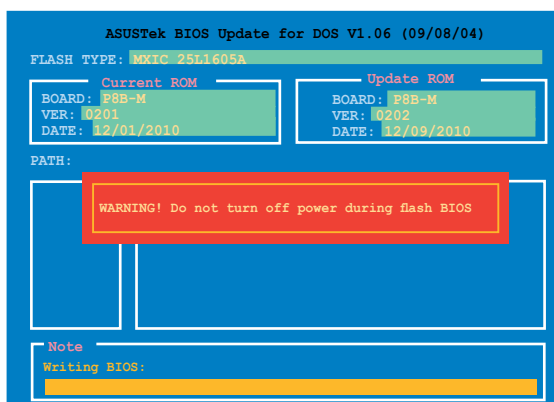 ASUSTek BIOS Update for DOS V1.06 (09/08/04)
FLASH TYPE: MXIC 25L1605A
Current ROM
BOARD: P8B-M
VER: 0201
DATE: 12/01/2010
Update ROM
BOARD: P8B-M
VER: 0202
DATE: 12/09/2010
PATH:
WARNING! Do not turn off power during flash BIOS
Note
Writing BIOS: